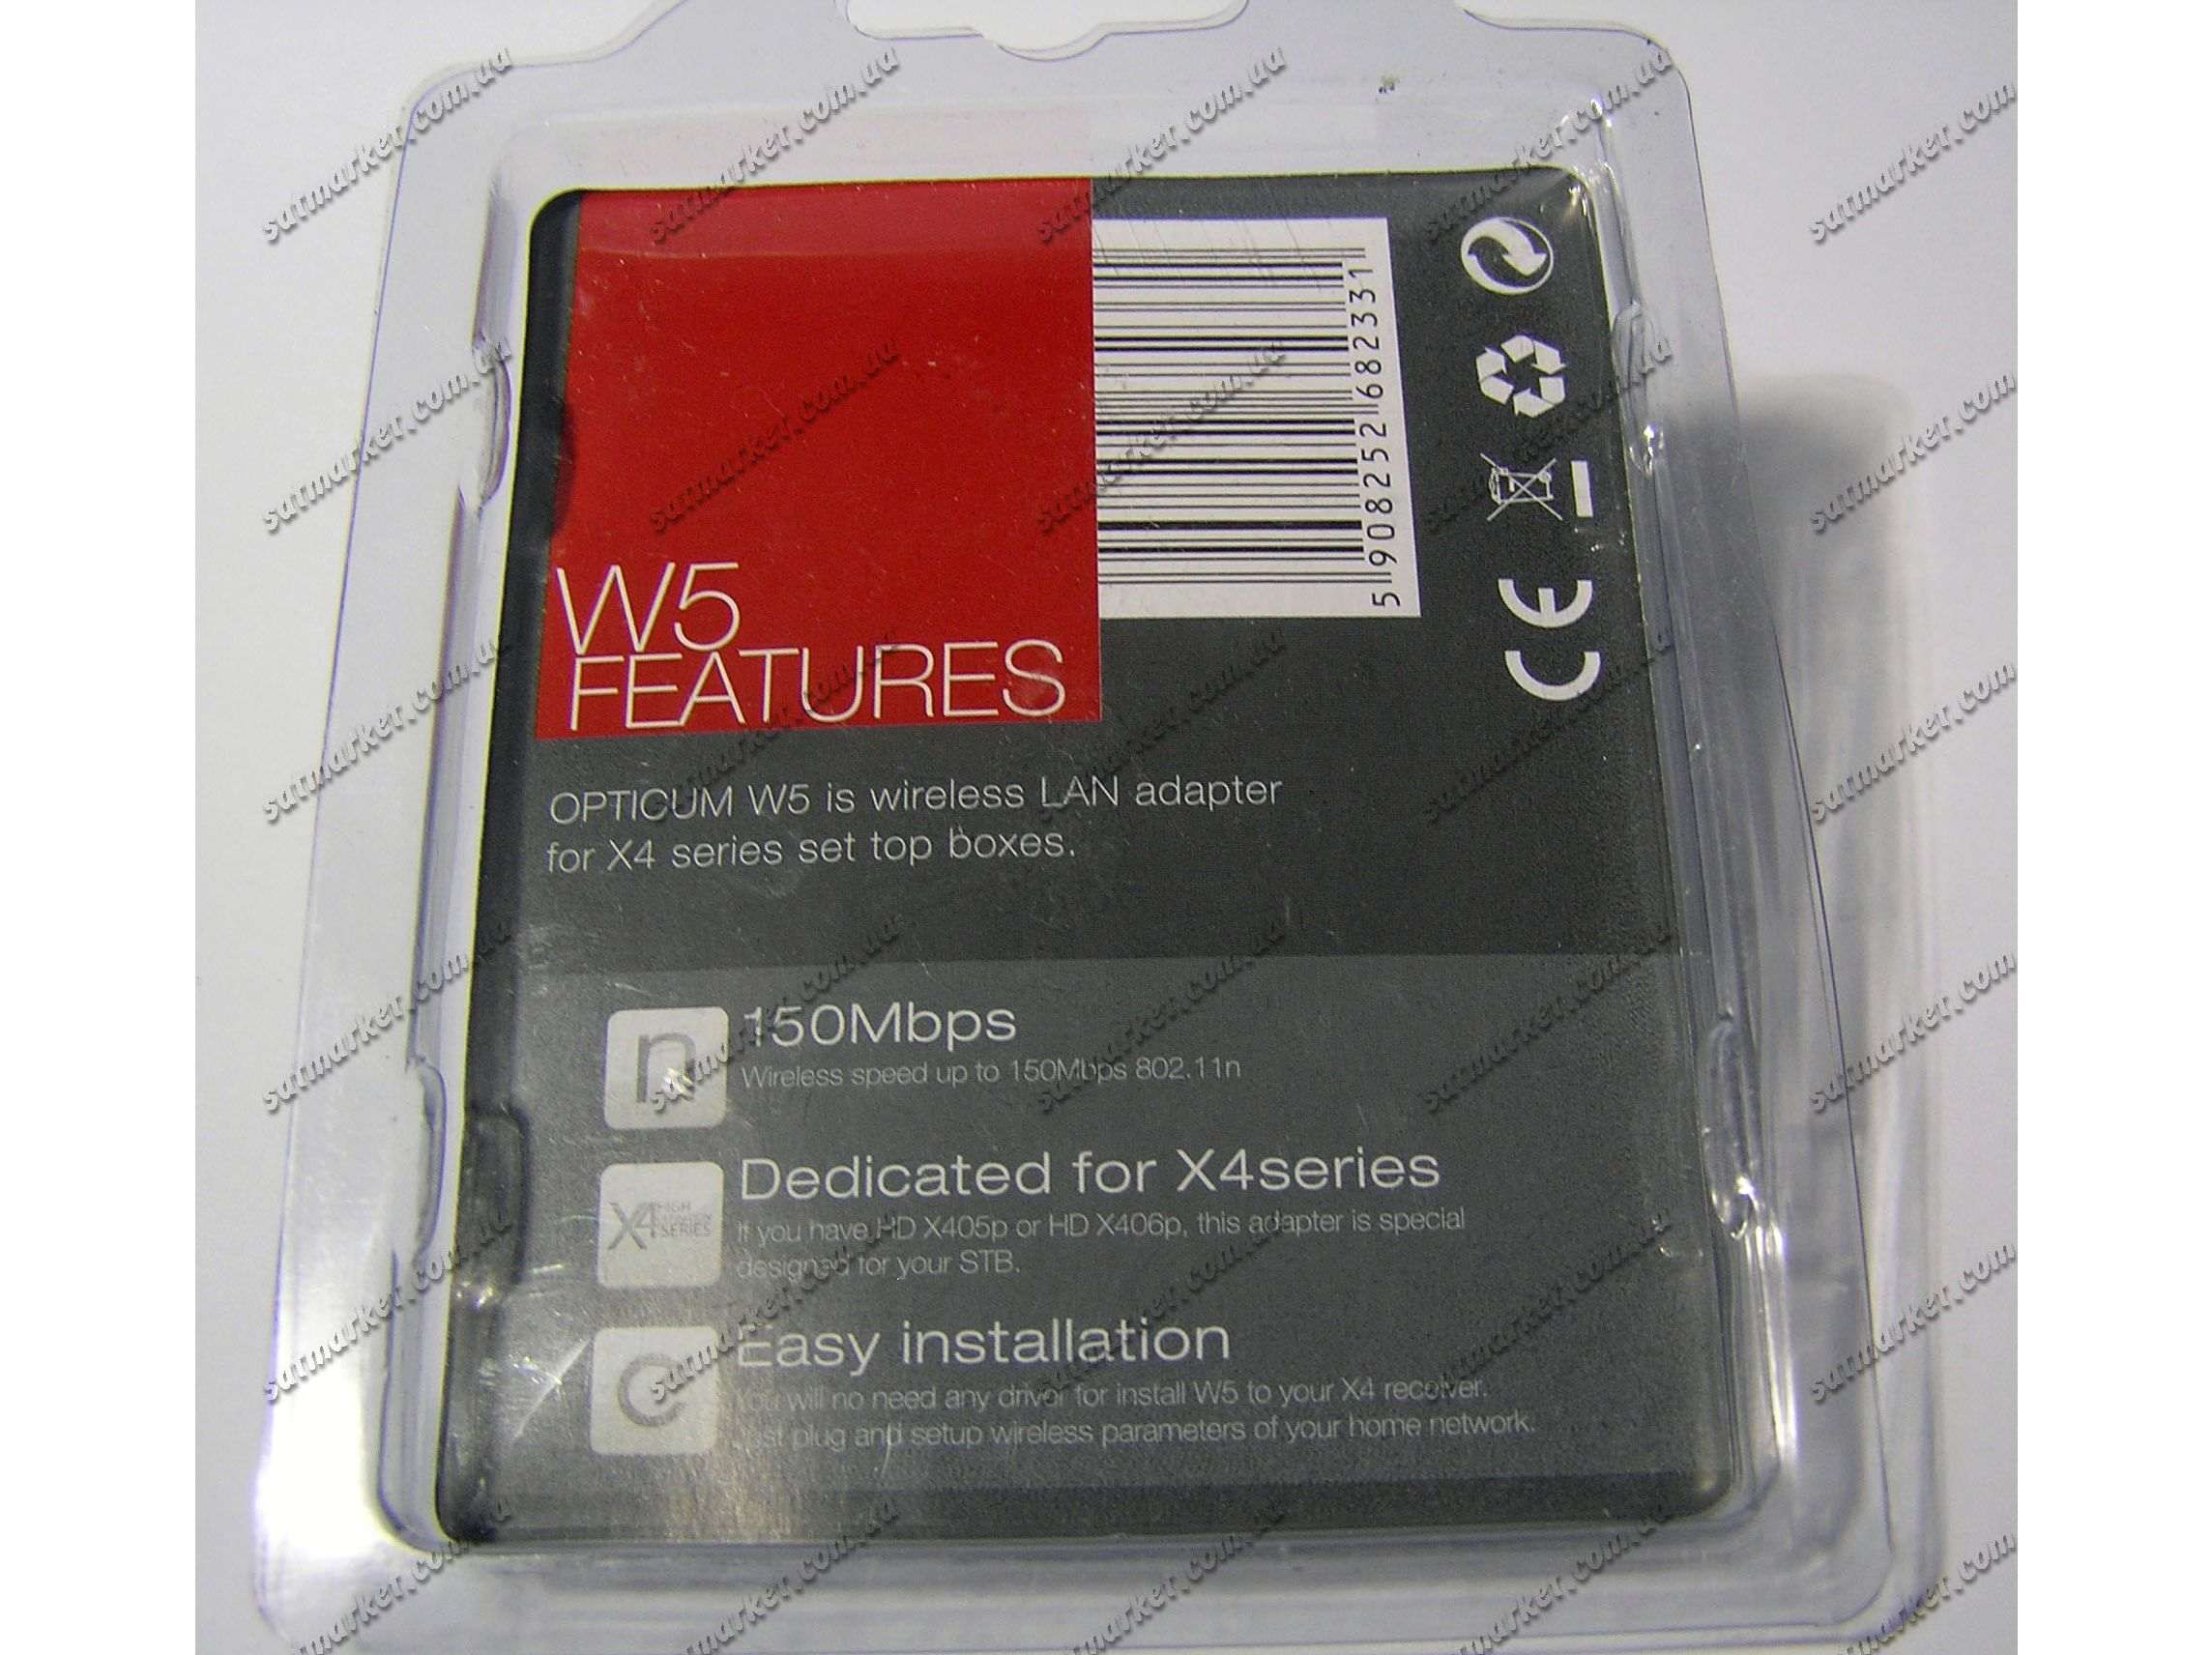 W5
FEATURES
5 908252 682331
CE
OPTICUM W5 is wireless LAN adapter
for X4 series set top boxes.
n
150Mbps
Wireless speed up to 150Mbps 802.11n
X4 HIGH
SERIES
Dedicated for X4series
If you have HD X405p or HD X406p, this adapter is special
designed for your STB.
Easy installation
You will no need any driver for install W5 to your X4 receiver.
Just plug and setup wireless parameters of your home network.
satmarker.com.ua